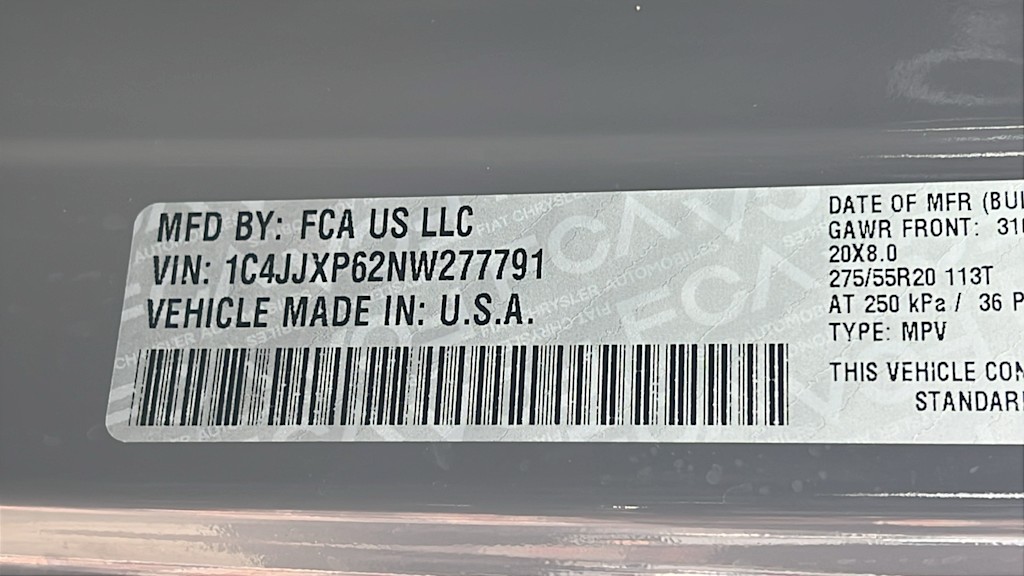 MFD BY: FCA US LLC
VIN: 1C4JJXP62NW277791
VEHICLE MADE IN: U.S.A.
DATE OF MFR
GAWR FRONT:
20X8.0
275/55R20 113T
AT 250 kPa / 36
TYPE: MPV
THIS VEHICLE